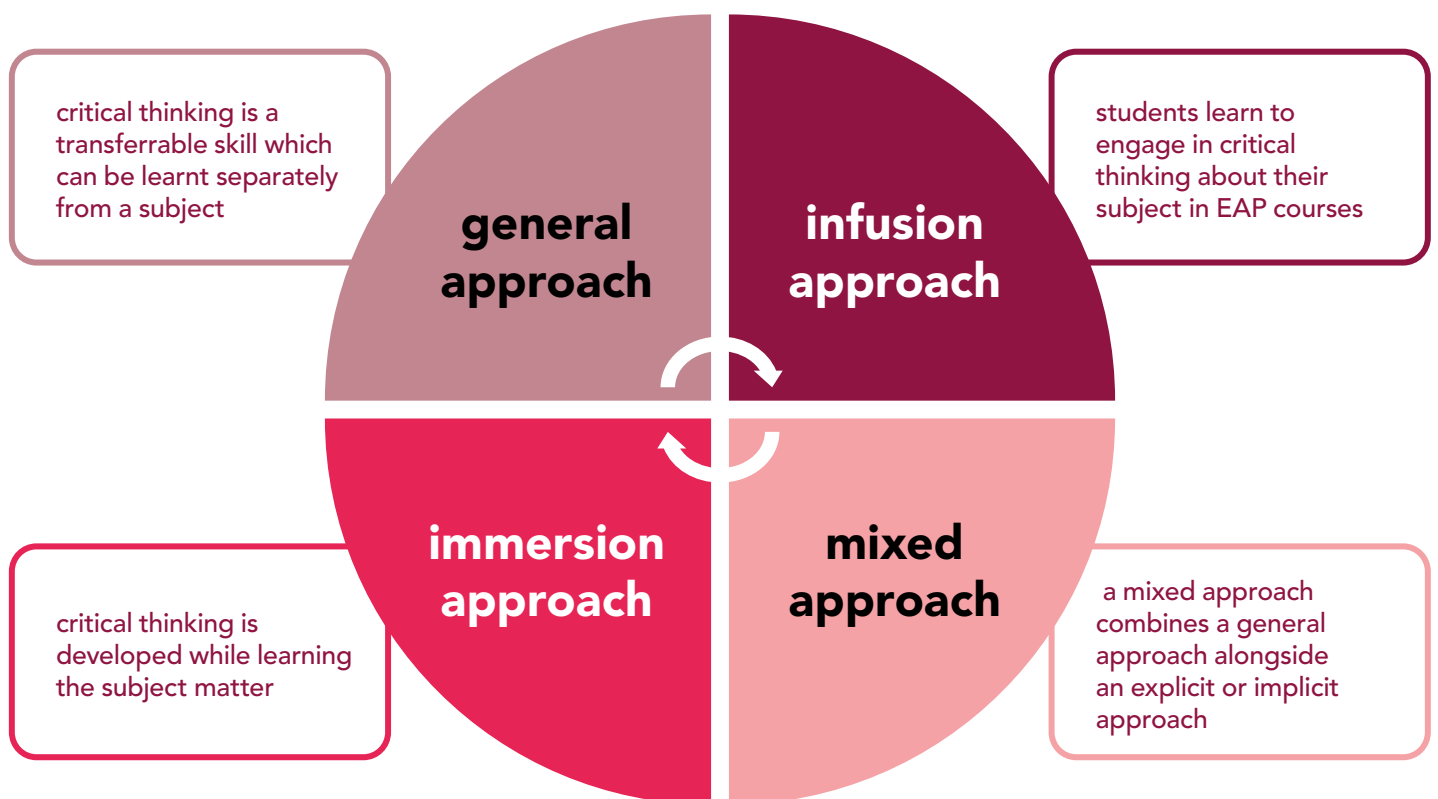 critical thinking is a
transferrable skill which
can be learnt separately
from a subject
general
approach
infusion
approach
students learn to
engage in critical
thinking about their
subject in EAP courses
critical thinking is
developed while learning
the subject matter
immersion
approach
mixed
approach
a mixed approach
combines a general
approach alongside
an explicit or implicit
approach